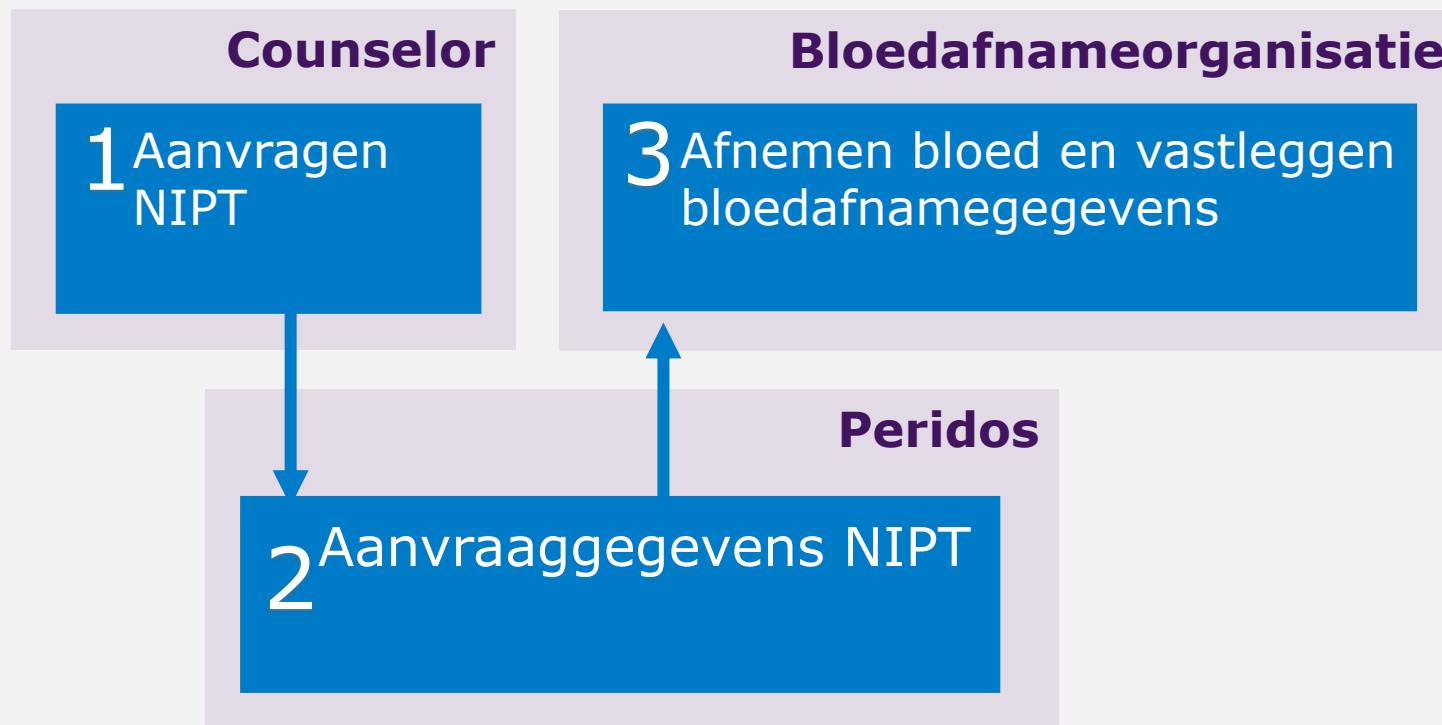 Counselor
1 Aanvragen
NIPT
Bloedafnameorganisatie
3 Afnemen bloed en vastleggen
bloedafnamegegevens
Peridos
2 Aanvraaggegevens NIPT